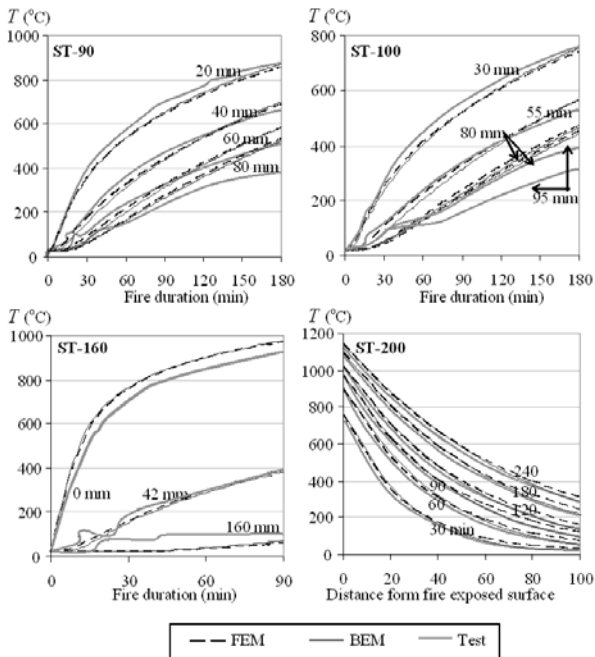 T (°C)
1000
ST-90
800
600
400
200
0
20 mm
40 mm
60 mm
80 mm
0 30 60 90 120 150 180
Fire duration (min)
T (°C)
800
ST-100
600
400
200
0
30 mm
55 mm
80 mm
95 mm
0 30 60 90 120 150 180
Fire duration (min)
T (°C)
1000
ST-160
800
600
400
200
0
0 mm
42 mm
160 mm
0 30 60 90
Fire duration (min)
T (°C)
1200
ST-200
1000
800
600
400
200
0
240
180
120
90
60
30 min
0 20 40 60 80 100
Distance form fire exposed surface
FEM BEM Test